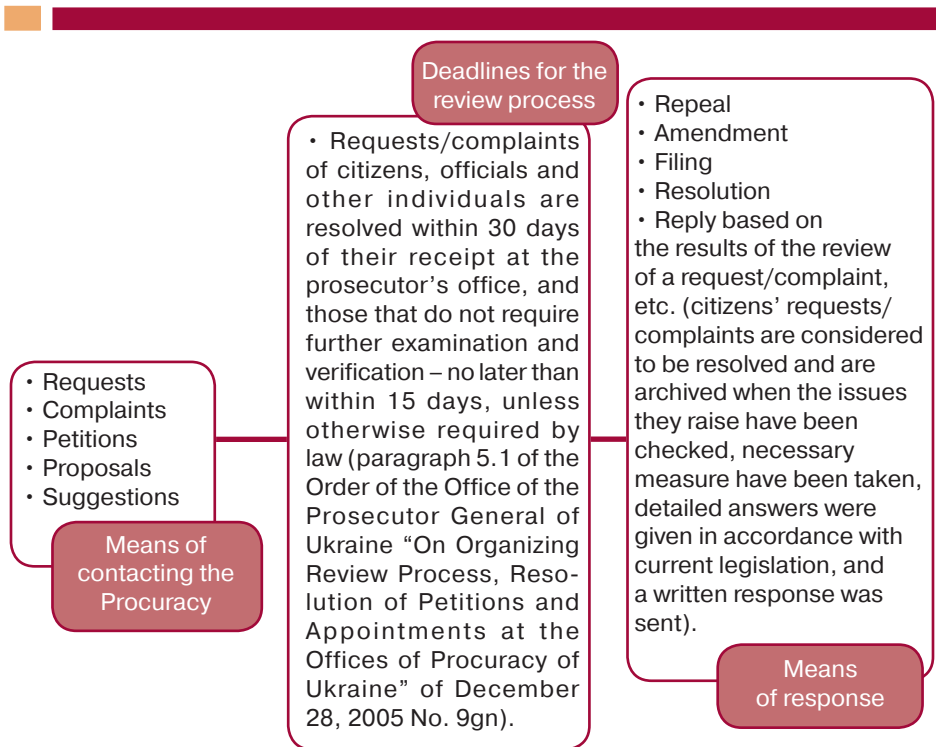 • Requests
• Complaints
• Petitions
• Proposals
• Suggestions
Means of
contacting the
Procuracy
Deadlines for the
review process
• Requests/complaints
of citizens, officials and
other individuals are
resolved within 30 days
of their receipt at the
prosecutor’s office, and
those that do not require
further examination and
verification – no later than
within 15 days, unless
otherwise required by
law (paragraph 5.1 of the
Order of the Office of the
Prosecutor General of
Ukraine “On Organizing
Review Process, Reso-
lution of Petitions and
Appointments at the
Offices of Procuracy of
Ukraine” of December
28, 2005 No. 9gn).
• Repeal
• Amendment
• Filing
• Resolution
• Reply based on
the results of the review
of a request/complaint,
etc. (citizens’ requests/
complaints are considered
to be resolved and are
archived when the issues
they raise have been
checked, necessary
measure have been taken,
detailed answers were
given in accordance with
current legislation, and
a written response was
sent).
Means
of response